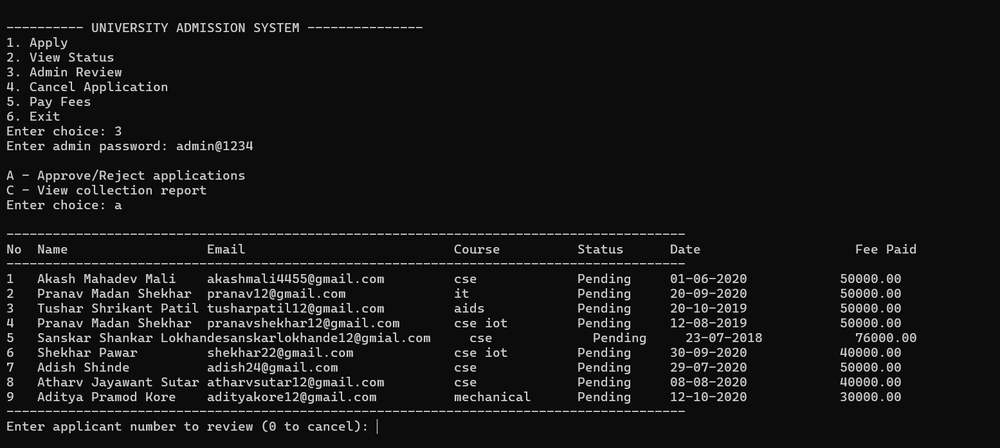 ---------- UNIVERSITY ADMISSION SYSTEM ---------------
1. Apply
2. View Status
3. Admin Review
4. Cancel Application
5. Pay Fees
6. Exit
Enter choice: 3
Enter admin password: admin@1234

A - Approve/Reject applications
C - View collection report
Enter choice: a

----------------------------------------------------------------------------------------
No  Name                  Email                           Course          Status      Date                    Fee Paid
----------------------------------------------------------------------------------------
1   Akash Mahadev Mali    akashmali4455@gmail.com         cse             Pending     01-06-2020            50000.00
2   Pranav Madan Shekhar  pranav12@gmail.com              it              Pending     20-09-2020            50000.00
3   Tushar Shrikant Patil tusharpatil12@gmail.com         aids            Pending     20-10-2019            50000.00
4   Pranav Madan Shekhar  pranavshekhar12@gmail.com       cse iot         Pending     12-08-2019            50000.00
5   Sanskar Shankar Lokhandesanskarlokhande12@gmial.com     cse             Pending     23-07-2018            76000.00
6   Shekhar Pawar         shekhar22@gmail.com             cse iot         Pending     30-09-2020            40000.00
7   Adish Shinde          adish24@gmail.com               cse             Pending     29-07-2020            50000.00
8   Atharv Jayawant Sutar atharvsutar12@gmail.com         cse             Pending     08-08-2020            40000.00
9   Aditya Pramod Kore    adityakore12@gmail.com          mechanical      Pending     12-10-2020            30000.00
----------------------------------------------------------------------------------------
Enter applicant number to review (0 to cancel):